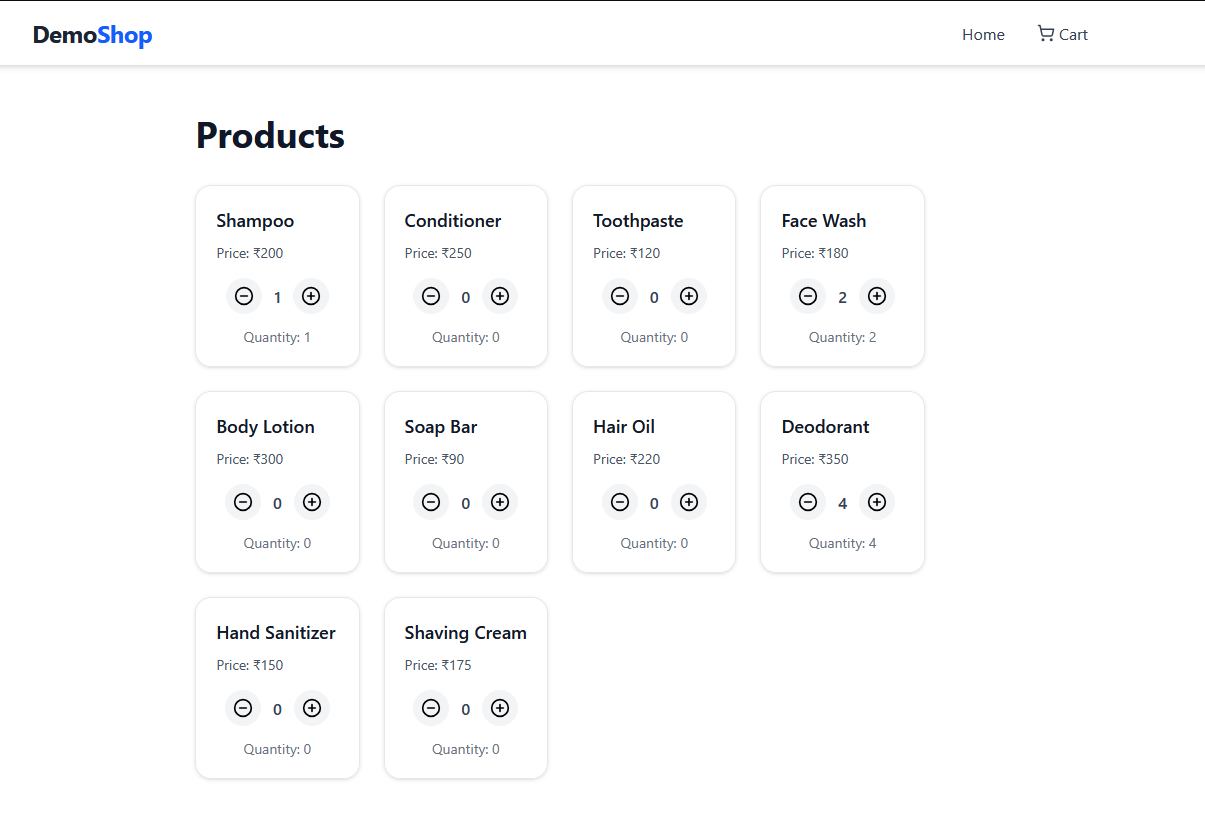 DemoShop Home Cart
Products
Shampoo
Price: ₹200
1
Quantity: 1
Conditioner
Price: ₹250
0
Quantity: 0
Toothpaste
Price: ₹120
0
Quantity: 0
Face Wash
Price: ₹180
2
Quantity: 2
Body Lotion
Price: ₹300
0
Quantity: 0
Soap Bar
Price: ₹90
0
Quantity: 0
Hair Oil
Price: ₹220
0
Quantity: 0
Deodorant
Price: ₹350
4
Quantity: 4
Hand Sanitizer
Price: ₹150
0
Quantity: 0
Shaving Cream
Price: ₹175
0
Quantity: 0